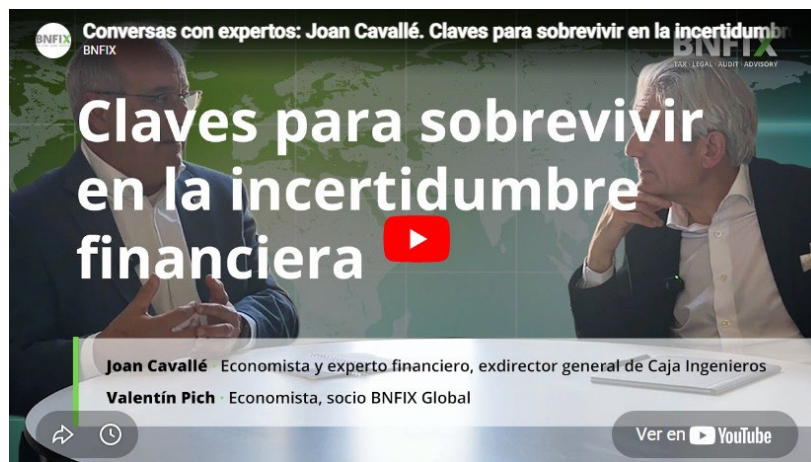 BNFIX
Conversas con expertos: Joan Cavallé. Claves para sobrevivir en la incertidumbre
BNFIX
BNFIX
TAX · LEGAL · AUDIT · ADVISORY
Claves para sobrevivir
en la incertidumbre
financiera
Joan Cavallé · Economista y experto financiero, exdirector general de Caja Ingenieros
Valentín Pich · Economista, socio BNFIX Global
Ver en YouTube